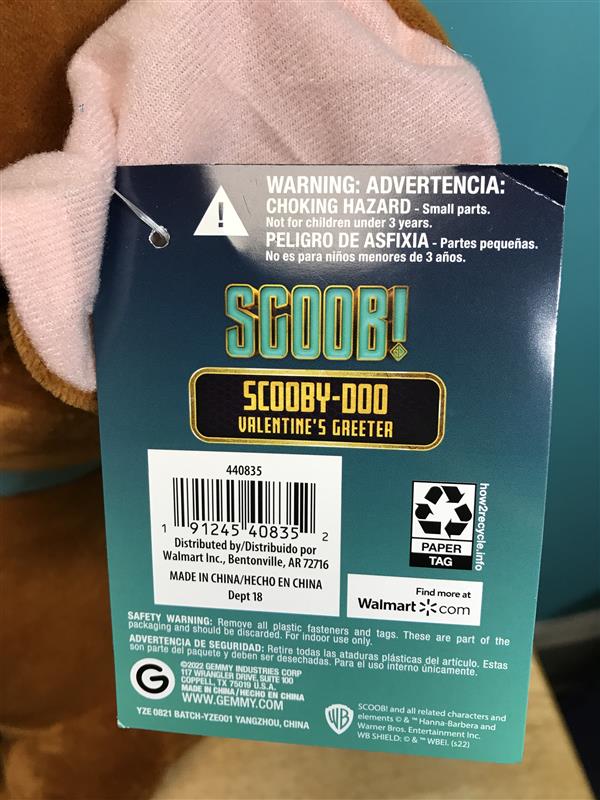 WARNING: ADVERTENCIA:
CHOKING HAZARD - Small parts.
Not for children under 3 years.
PELIGRO DE ASFIXIA - Partes pequeñas.
No es para niños menores de 3 años.
SCOOB!
SCOOBY-DOO
VALENTINE'S GREETER
440835
1 91245 40835 2
Distributed by/Distribuido por
Walmart Inc., Bentonville, AR 72716
MADE IN CHINA/HECHO EN CHINA
Dept 18
how2recycle.info
PAPER
TAG
Find more at
Walmart.com
SAFETY WARNING: Remove all plastic fasteners and tags. These are part of the
packaging and should be discarded. For indoor use only.
ADVERTENCIA DE SEGURIDAD: Retire todas las ataduras plásticas del artículo. Estas
son parte del paquete y deben ser desechadas. Para el uso interno únicamente.
G
©2022 GEMMY INDUSTRIES CORP
117 WRANGLER DRIVE, SUITE 100
COPPELL, TX 75019 U.S.A.
MADE IN CHINA/HECHO EN CHINA
WWW.GEMMY.COM
YZE 0821 BATCH-YZE001 YANGZHOU, CHINA
WB
SCOOB! and all related characters and
elements © & ™ Hanna-Barbera and
Warner Bros. Entertainment Inc.
WB SHIELD: © & ™ WBEI. (s22)